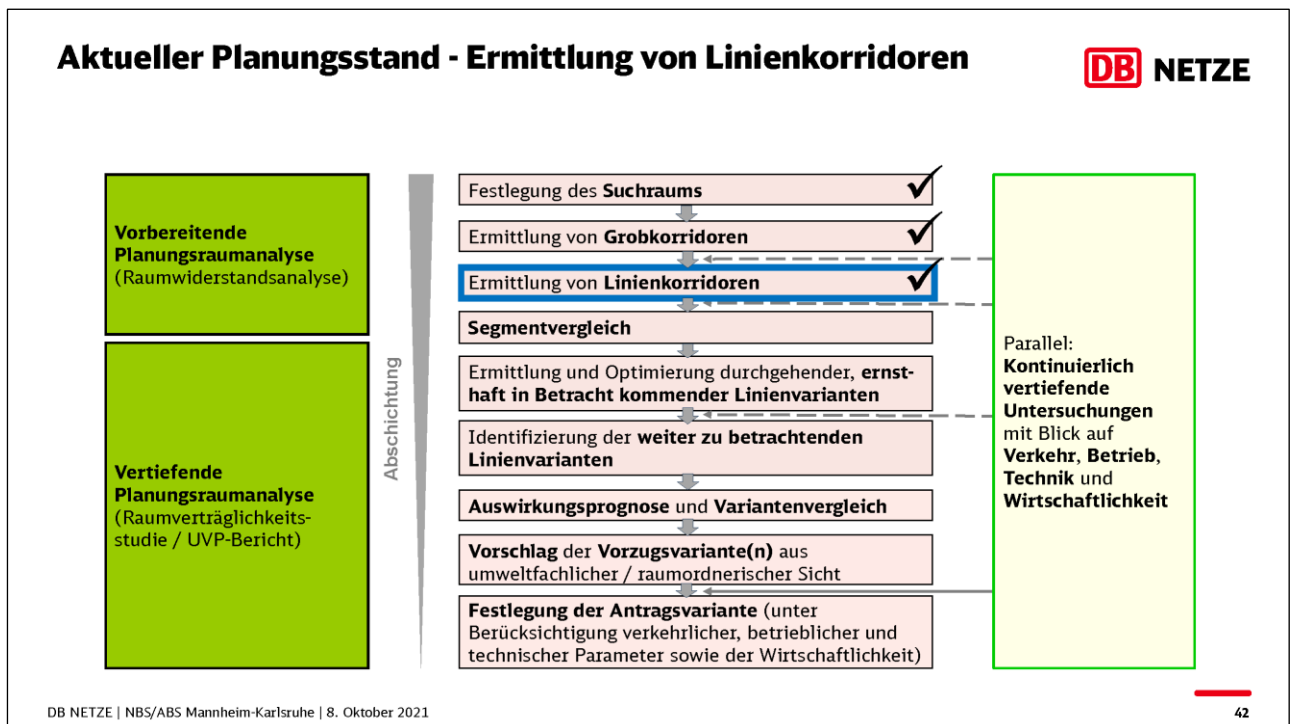 Aktueller Planungsstand - Ermittlung von Linienkorridoren
DB NETZE
Vorbereitende
Planungsraumanalyse
(Raumwiderstandsanalyse)
Vertiefende
Planungsraumanalyse
(Raumverträglichkeits-
studie / UVP-Bericht)
Abschichtung
Festlegung des Suchraums
Ermittlung von Grobkorridoren
Ermittlung von Linienkorridoren
Segmentvergleich
Ermittlung und Optimierung durchgehender, ernst-
haft in Betracht kommender Linienvarianten
Identifizierung der weiter zu betrachtenden
Linienvarianten
Auswirkungsprognose und Variantenvergleich
Vorschlag der Vorzugsvariante(n) aus
umweltfachlicher / raumordnerischer Sicht
Festlegung der Antragsvariante (unter
Berücksichtigung verkehrlicher, betrieblicher und
technischer Parameter sowie der Wirtschaftlichkeit)
Parallel:
Kontinuierlich
vertiefende
Untersuchungen
mit Blick auf
Verkehr, Betrieb,
Technik und
Wirtschaftlichkeit
DB NETZE | NBS/ABS Mannheim-Karlsruhe | 8. Oktober 2021
42